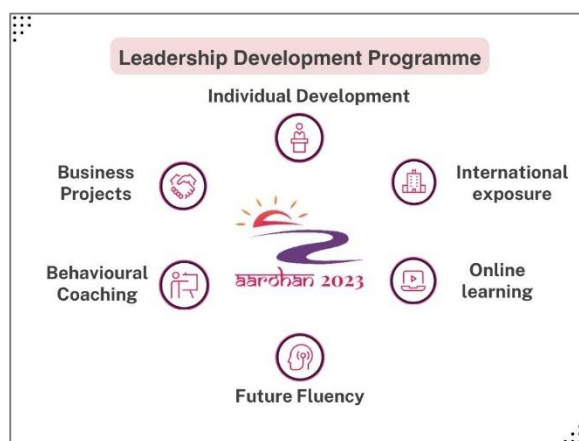 Leadership Development Programme
Individual Development
Business
Projects
International
exposure
Behavioural
Coaching
aarohan 2023
Online
learning
Future Fluency